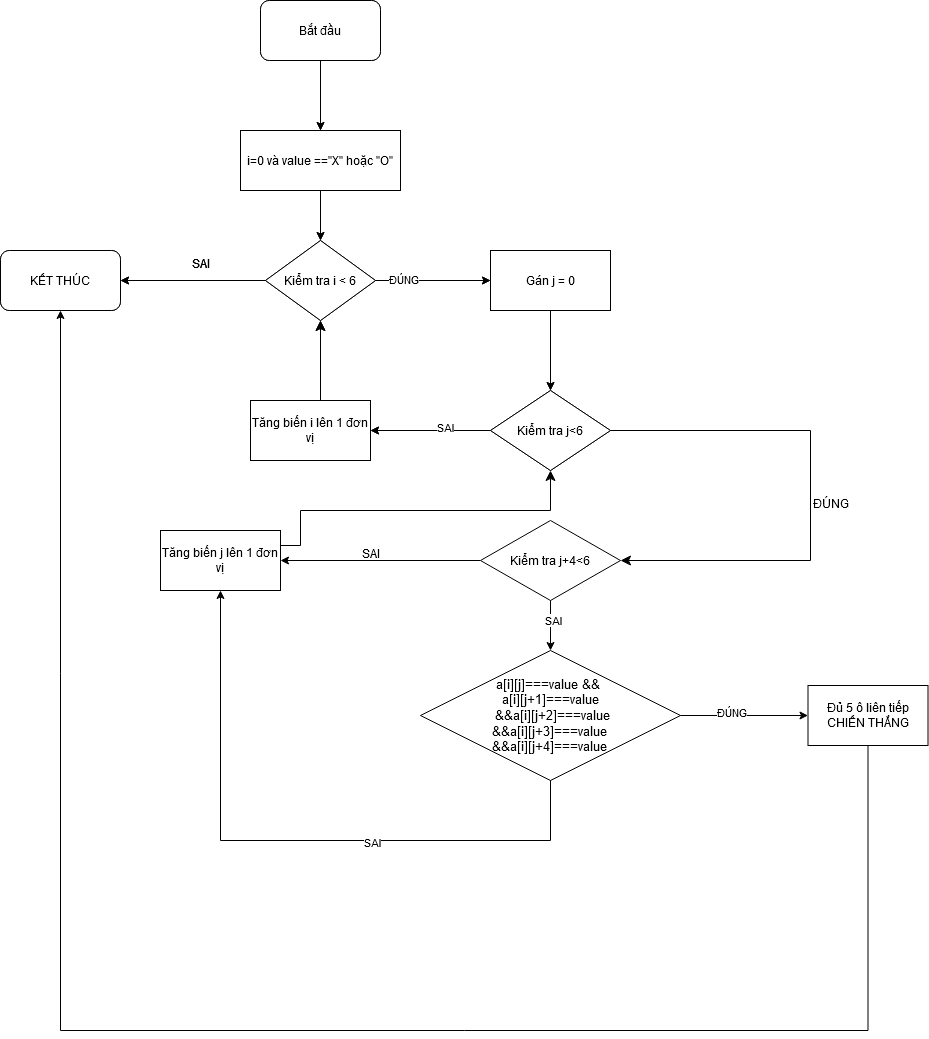 Bắt đầu
i=0 và value =="X" hoặc "O"
SAI
KẾT THÚC
Kiểm tra i < 6
ĐÚNG
Gán j = 0
Tăng biến i lên 1 đơn
vị
SAI
Kiểm tra j<6
ĐÚNG
Tăng biến j lên 1 đơn
vị
SAI
Kiểm tra j+4<6
SAI
a[i][j]===value &&
a[i][j+1]===value
&&a[i][j+2]===value
&&a[i][j+3]===value
&&a[i][j+4]===value
ĐÚNG
Đủ 5 ô liên tiếp
CHIẾN THẮNG
SAI